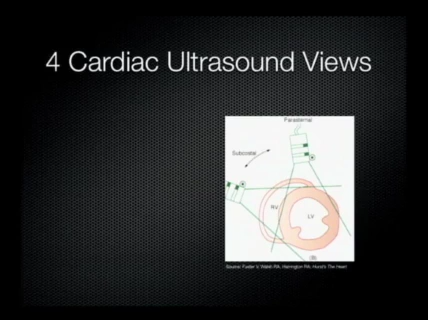 4 Cardiac Ultrasound Views
Parasternal
Subcostal
RV
LV
(B)
Source: Fuster V, Walsh RA, Harrington RA. Hurst's The Heart